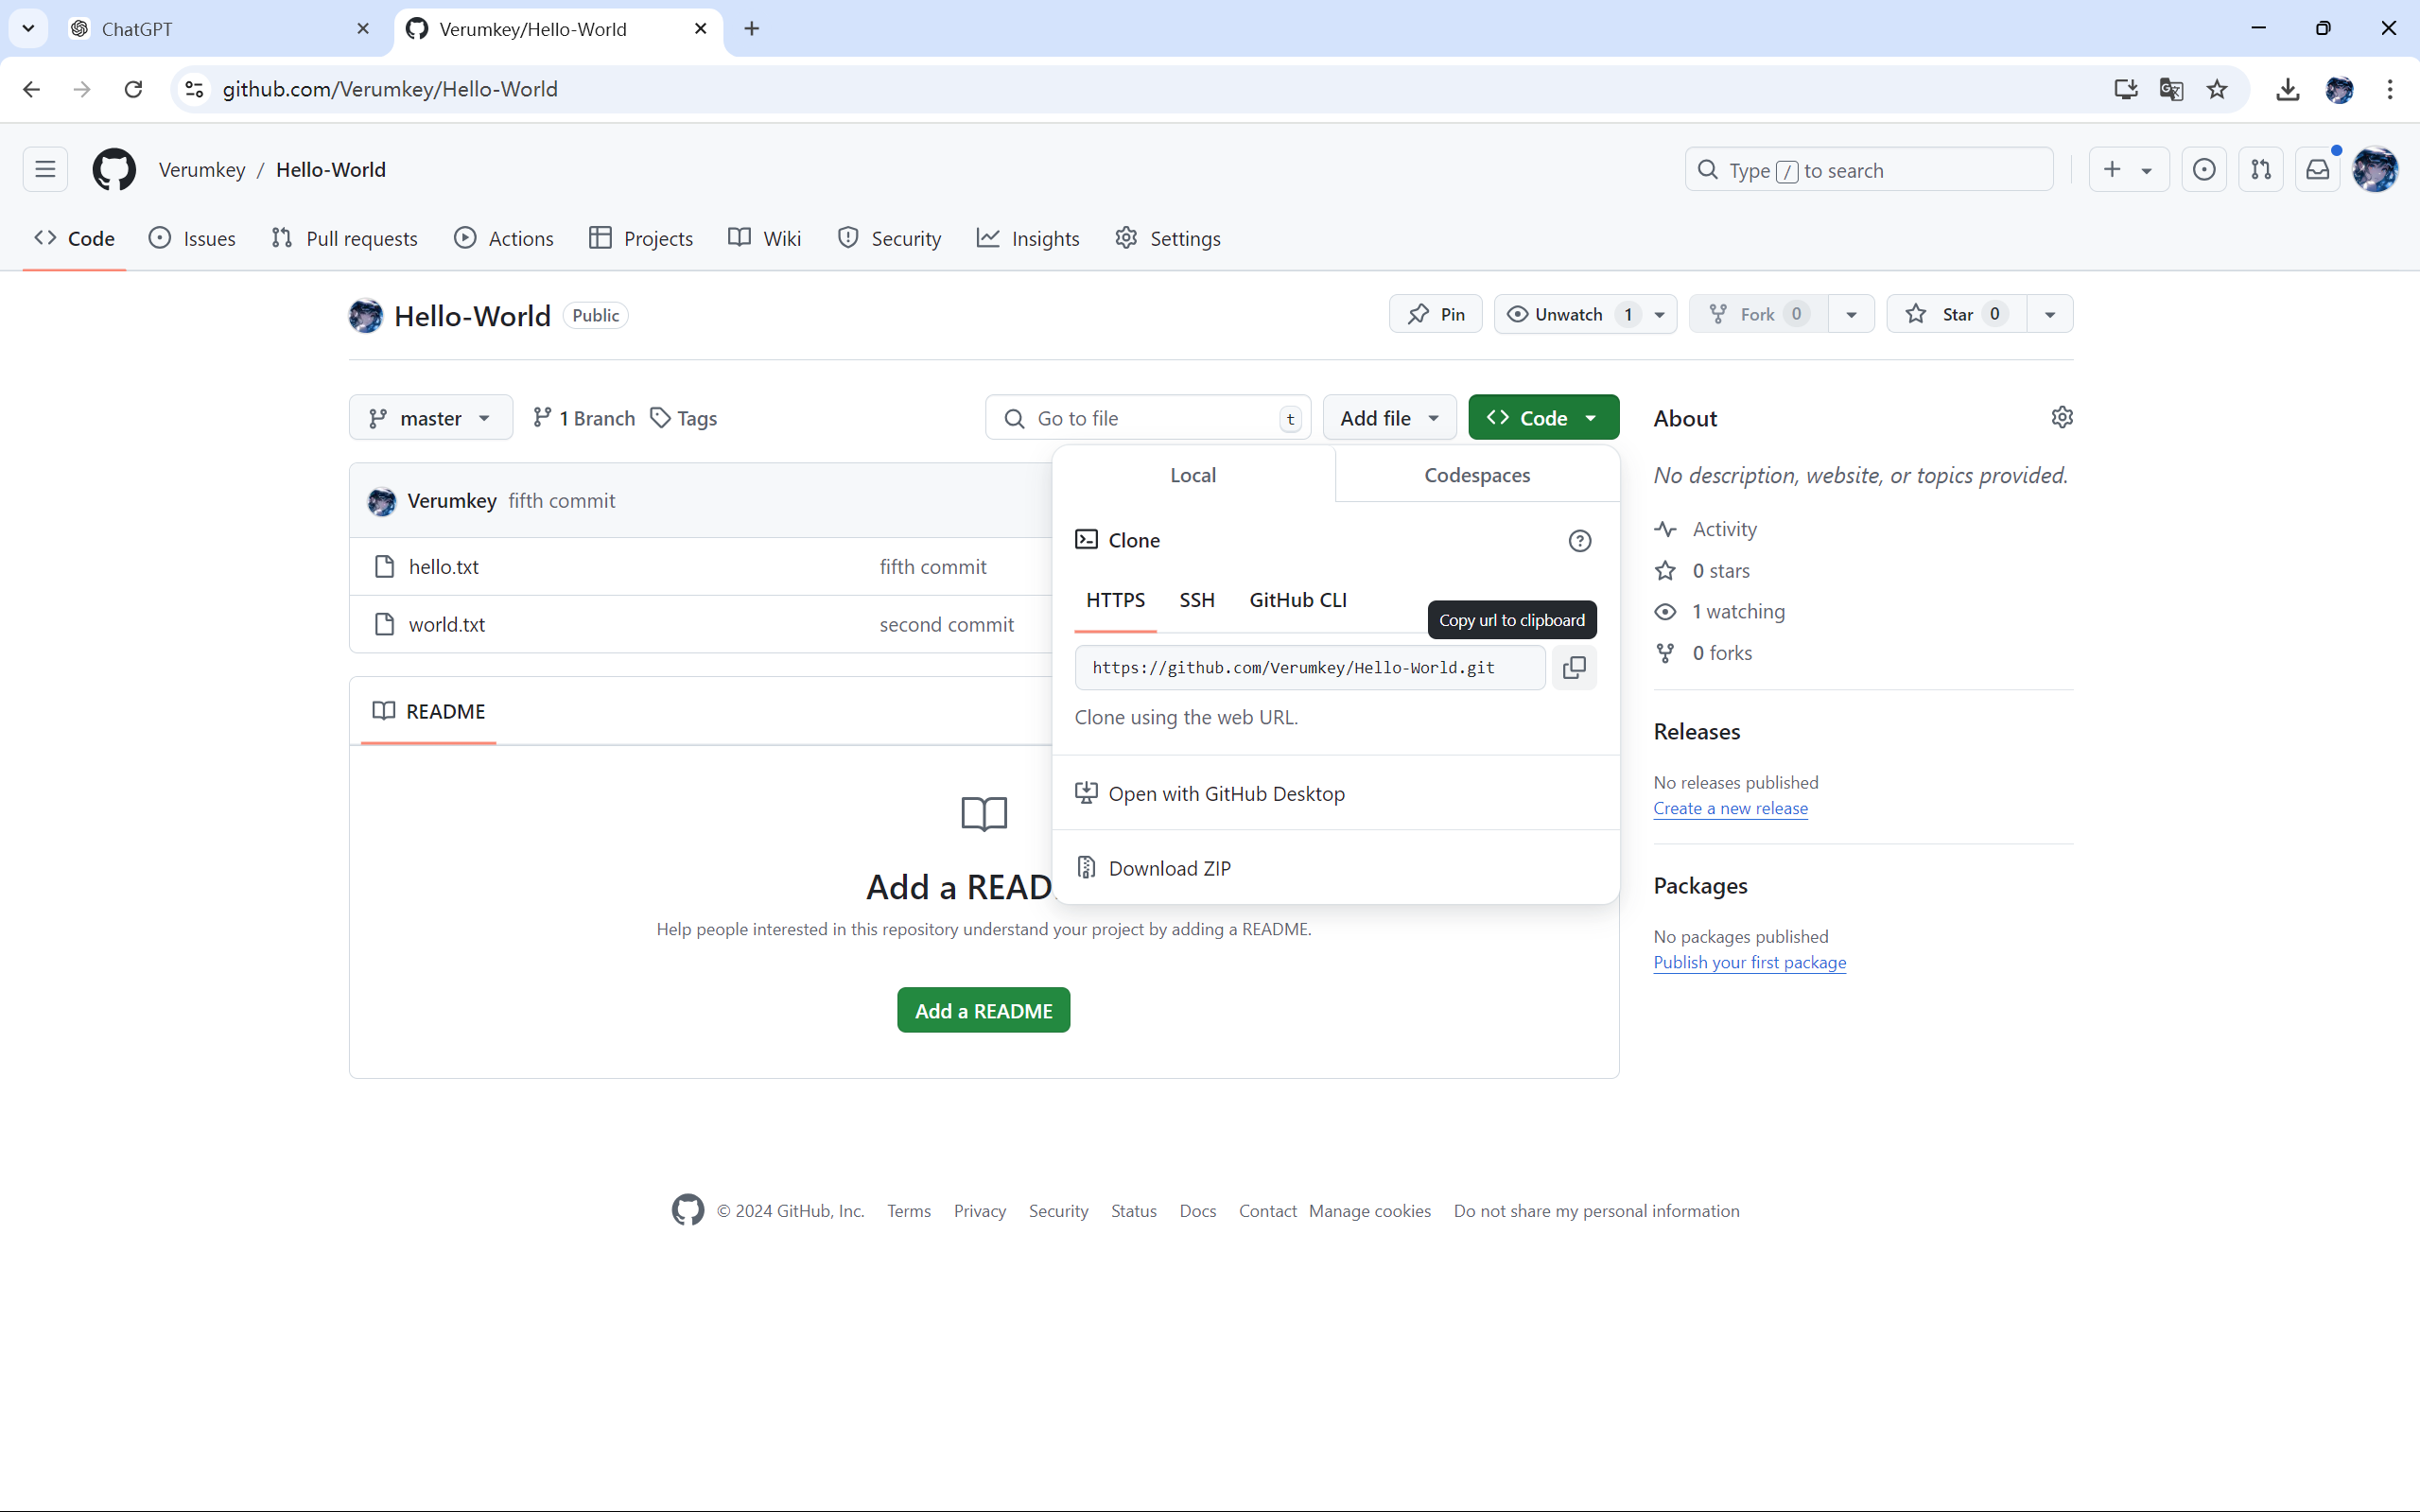 ChatGPT
Verumkey/Hello-World
github.com/Verumkey/Hello-World
Verumkey / Hello-World
Type / to search
Code
Issues
Pull requests
Actions
Projects
Wiki
Security
Insights
Settings
Hello-World Public
Pin
Unwatch 1
Fork 0
Star 0
master
1 Branch
Tags
Go to file t
Add file
Code
Local
Codespaces
Clone
HTTPS
SSH
GitHub CLI
Copy url to clipboard
https://github.com/Verumkey/Hello-World.git
Clone using the web URL.
Open with GitHub Desktop
Download ZIP
Verumkey fifth commit
hello.txt fifth commit
world.txt second commit
README
Add a READ
Help people interested in this repository understand your project by adding a README.
Add a README
About
No description, website, or topics provided.
Activity
0 stars
1 watching
0 forks
Releases
No releases published
Create a new release
Packages
No packages published
Publish your first package
© 2024 GitHub, Inc. Terms Privacy Security Status Docs Contact Manage cookies Do not share my personal information